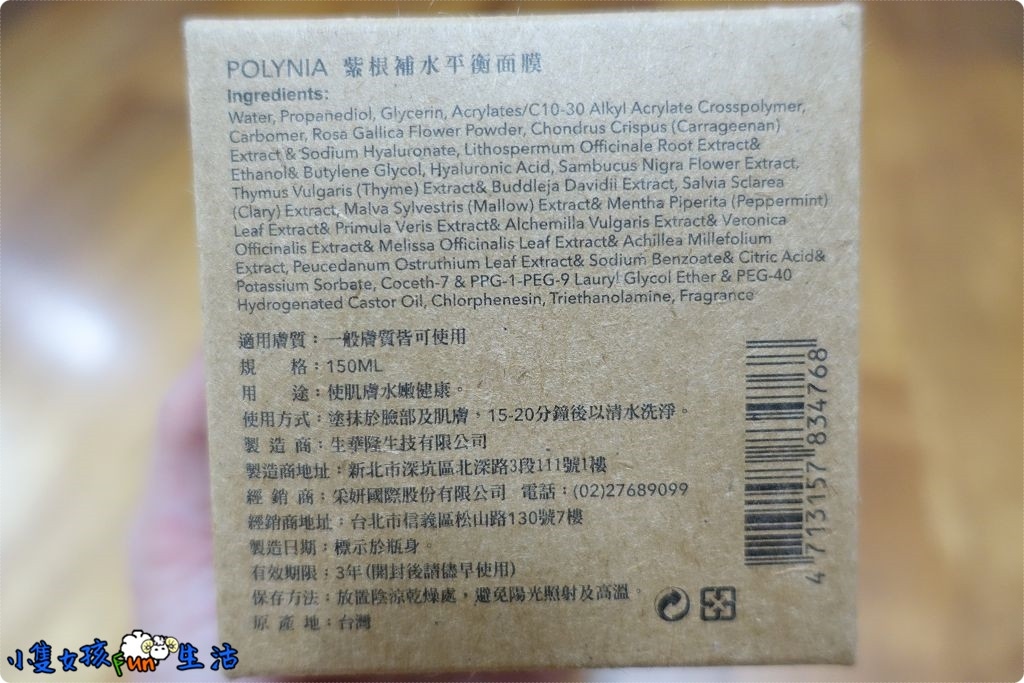 POLYNIA 紫根補水平衡面膜
Ingredients:
Water, Propanediol, Glycerin, Acrylates/C10-30 Alkyl Acrylate Crosspolymer,
Carbomer, Rosa Gallica Flower Powder, Chondrus Crispus (Carrageenan)
Extract & Sodium Hyaluronate, Lithospermum Officinale Root Extract&
Ethanol& Butylene Glycol, Hyaluronic Acid, Sambucus Nigra Flower Extract,
Thymus Vulgaris (Thyme) Extract& Buddleja Davidii Extract, Salvia Sclarea
(Clary) Extract, Malva Sylvestris (Mallow) Extract& Mentha Piperita (Peppermint)
Leaf Extract& Primula Veris Extract& Alchemilla Vulgaris Extract& Veronica
Officinalis Extract& Melissa Officinalis Leaf Extract& Achillea Millefolium
Extract, Peucedanum Ostruthium Leaf Extract& Sodium Benzoate& Citric Acid&
Potassium Sorbate, Coceth-7 & PPG-1-PEG-9 Lauryl Glycol Ether & PEG-40
Hydrogenated Castor Oil, Chlorphenesin, Triethanolamine, Fragrance
適用膚質：一般膚質皆可使用
規 格：150ML
用 途：使肌膚水嫩健康。
使用方式：塗抹於臉部及肌膚，15-20分鐘後以清水洗淨。
製 造 商：生華隆生技有限公司
製造商地址：新北市深坑區北深路3段111號1樓
經 銷 商：采妍國際股份有限公司 電話：(02)27689099
經銷商地址：台北市信義區松山路130號7樓
製造日期：標示於瓶身。
有效期限：3年(開封後請儘早使用)
保存方法：放置陰涼乾燥處，避免陽光照射及高溫。
原 產 地：台灣
4 713157 834768
小隻女孩Fun生活